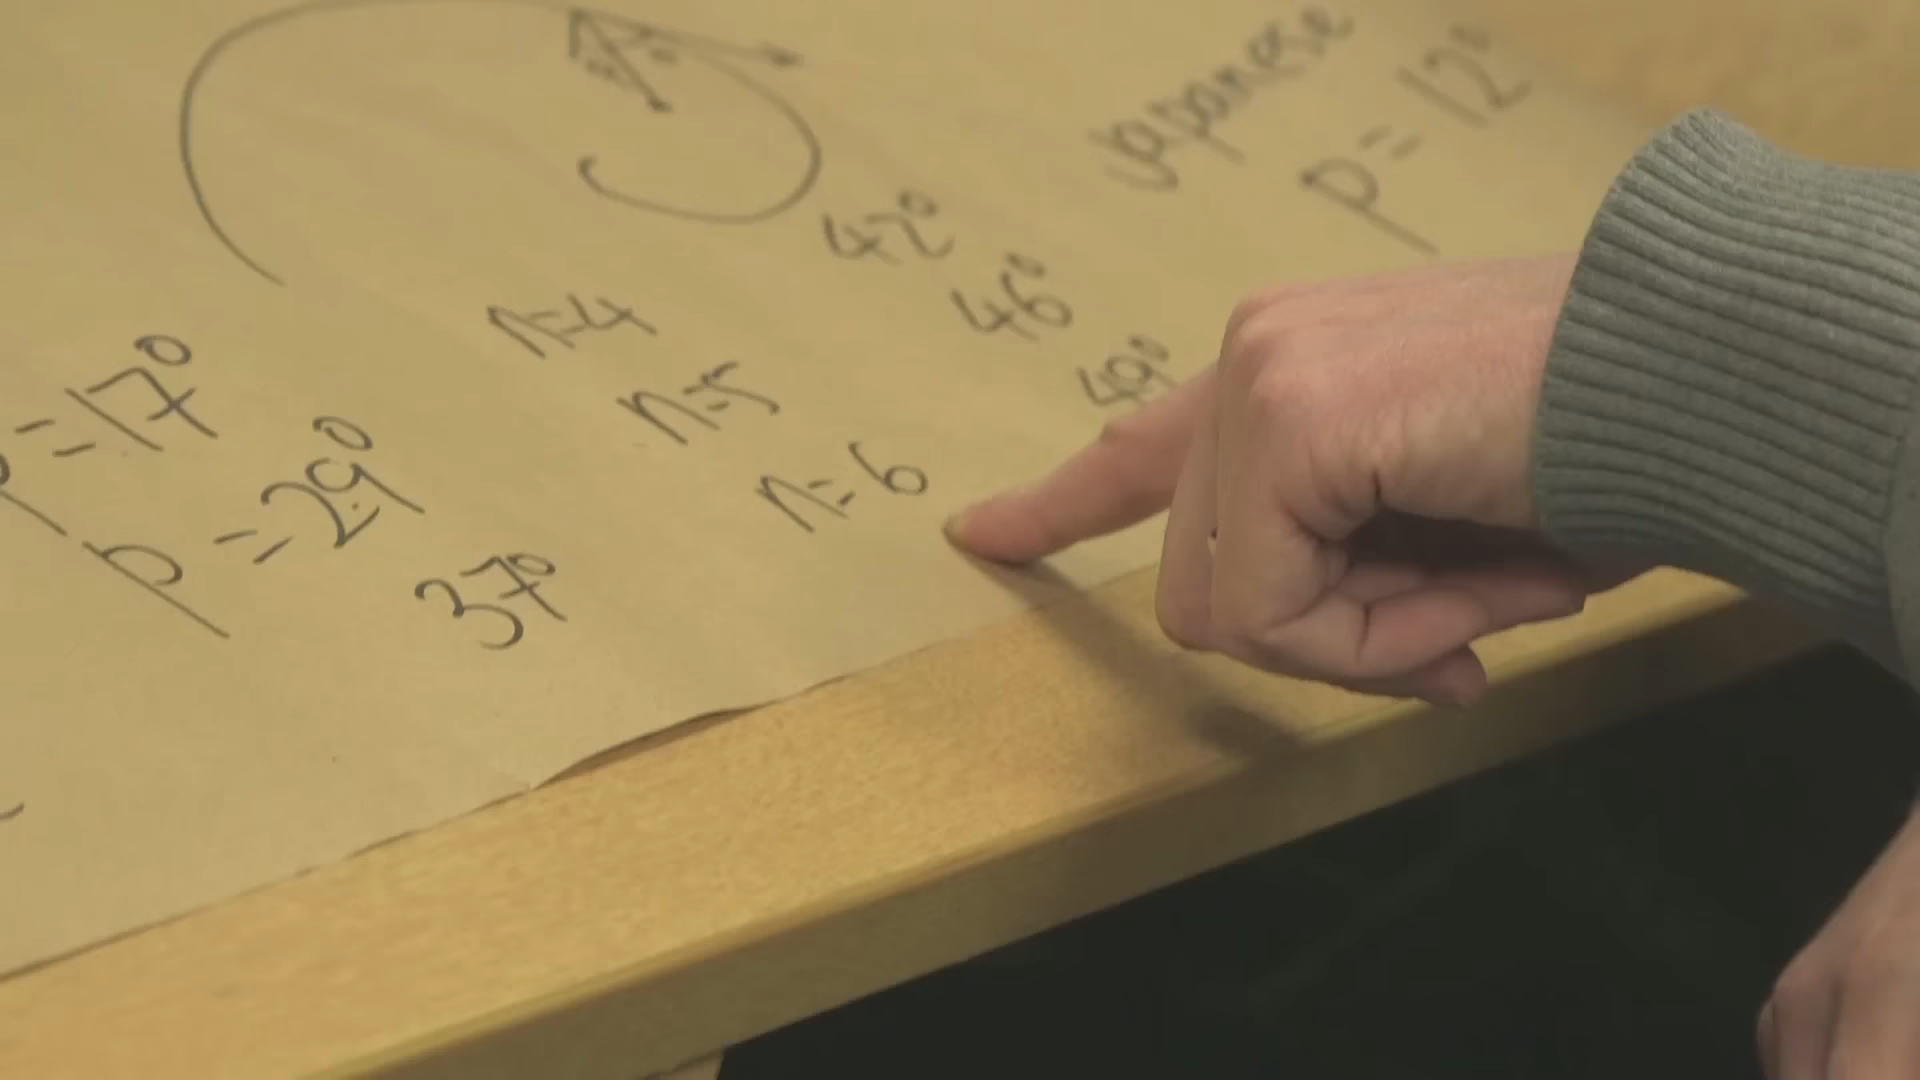 Japanese
p = 12°
42°
46°
49°
n=4
n=5
n=6
p = 17°
p = 29°
37°